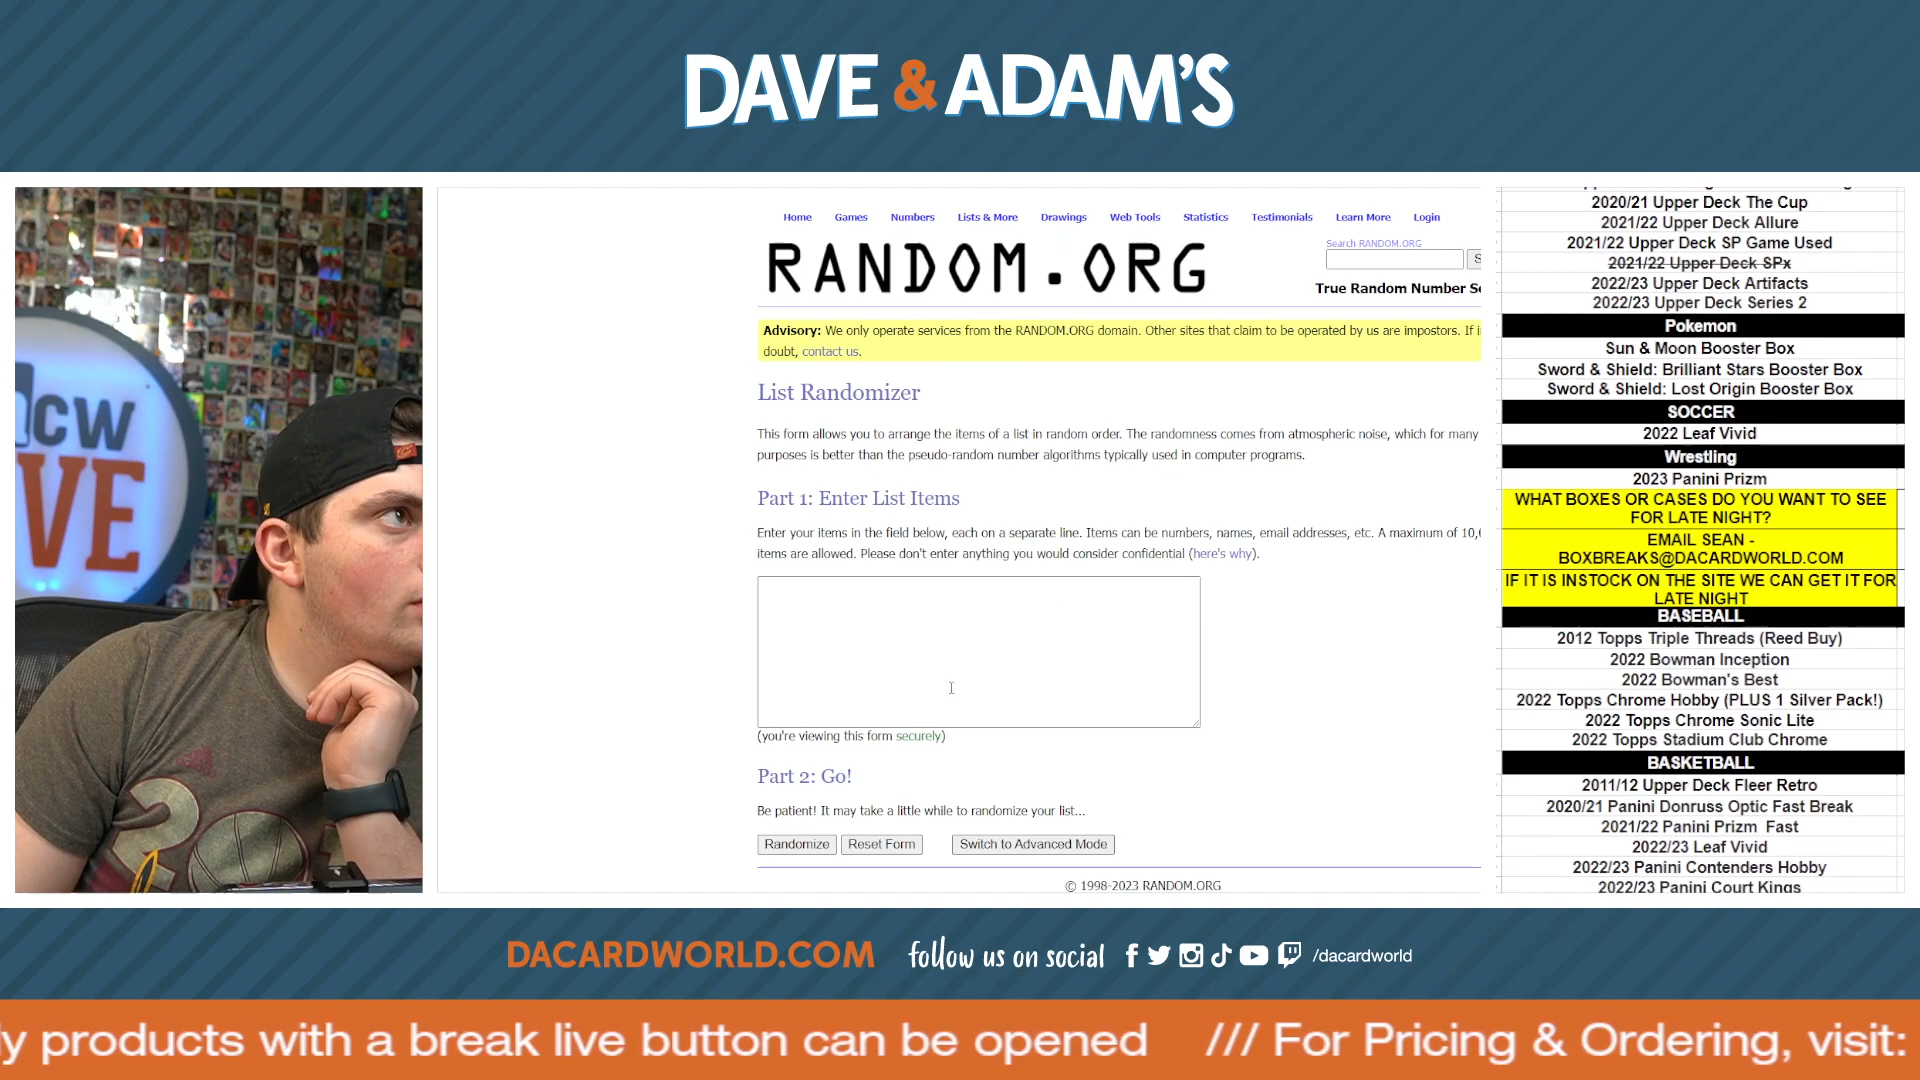 DAVE & ADAM'S
CW
VE
20
Home Games Numbers Lists & More Drawings Web Tools Statistics Testimonials Learn More Login
Search RANDOM.ORG
RANDOM.ORG
True Random Number Se
Advisory: We only operate services from the RANDOM.ORG domain. Other sites that claim to be operated by us are impostors. If i
doubt, contact us.
List Randomizer
This form allows you to arrange the items of a list in random order. The randomness comes from atmospheric noise, which for many
purposes is better than the pseudo-random number algorithms typically used in computer programs.
Part 1: Enter List Items
Enter your items in the field below, each on a separate line. Items can be numbers, names, email addresses, etc. A maximum of 10,
items are allowed. Please don't enter anything you would consider confidential (here's why).
(you're viewing this form securely)
Part 2: Go!
Be patient! It may take a little while to randomize your list...
Randomize Reset Form Switch to Advanced Mode
© 1998-2023 RANDOM.ORG
2020/21 Upper Deck The Cup
2021/22 Upper Deck Allure
2021/22 Upper Deck SP Game Used
2021/22 Upper Deck SPx
2022/23 Upper Deck Artifacts
2022/23 Upper Deck Series 2
Pokemon
Sun & Moon Booster Box
Sword & Shield: Brilliant Stars Booster Box
Sword & Shield: Lost Origin Booster Box
SOCCER
2022 Leaf Vivid
Wrestling
2023 Panini Prizm
WHAT BOXES OR CASES DO YOU WANT TO SEE
FOR LATE NIGHT?
EMAIL SEAN -
BOXBREAKS@DACARDWORLD.COM
IF IT IS INSTOCK ON THE SITE WE CAN GET IT FOR
LATE NIGHT
BASEBALL
2012 Topps Triple Threads (Reed Buy)
2022 Bowman Inception
2022 Bowman's Best
2022 Topps Chrome Hobby (PLUS 1 Silver Pack!)
2022 Topps Chrome Sonic Lite
2022 Topps Stadium Club Chrome
BASKETBALL
2011/12 Upper Deck Fleer Retro
2020/21 Panini Donruss Optic Fast Break
2021/22 Panini Prizm Fast
2022/23 Leaf Vivid
2022/23 Panini Contenders Hobby
2022/23 Panini Court Kings
DACARDWORLD.COM follow us on social /dacardworld
ly products with a break live button can be opened /// For Pricing & Ordering, visit: